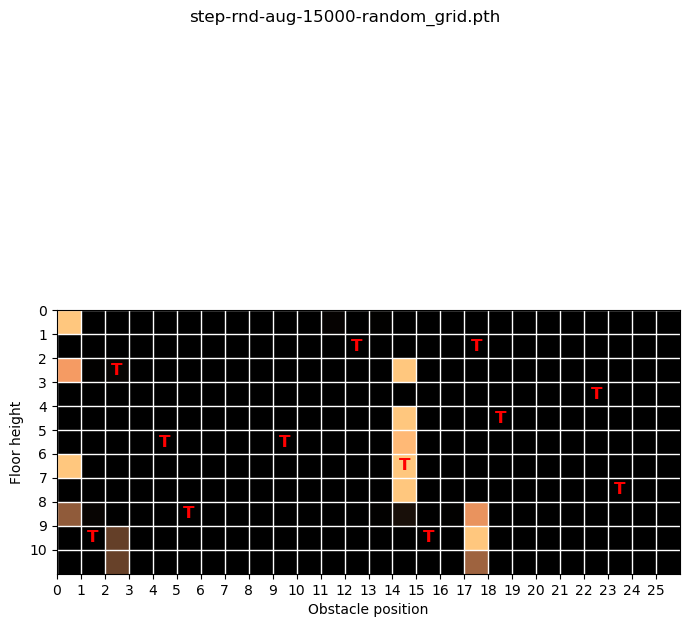 step-rnd-aug-15000-random_grid.pth
0
1
T T
2
T
3
T
4
T
5
T T
6
T
7
T
8
T
9
T T
10
Floor height
0 1 2 3 4 5 6 7 8 9 10 11 12 13 14 15 16 17 18 19 20 21 22 23 24 25
Obstacle position